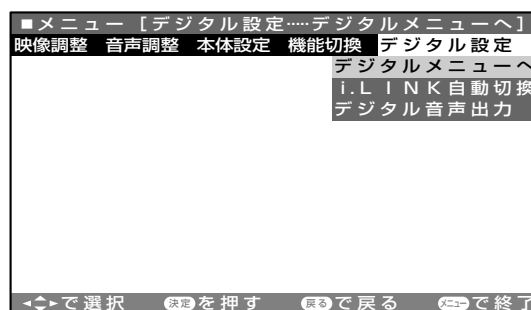 ■メニュー [デジタル設定……デジタルメニューへ]
映像調整 音声調整 本体設定 機能切換 デジタル設定
デジタルメニューへ
i.LINK自動切換
デジタル音声出力
で選択 決定を押す 戻るで戻る メニューで終了